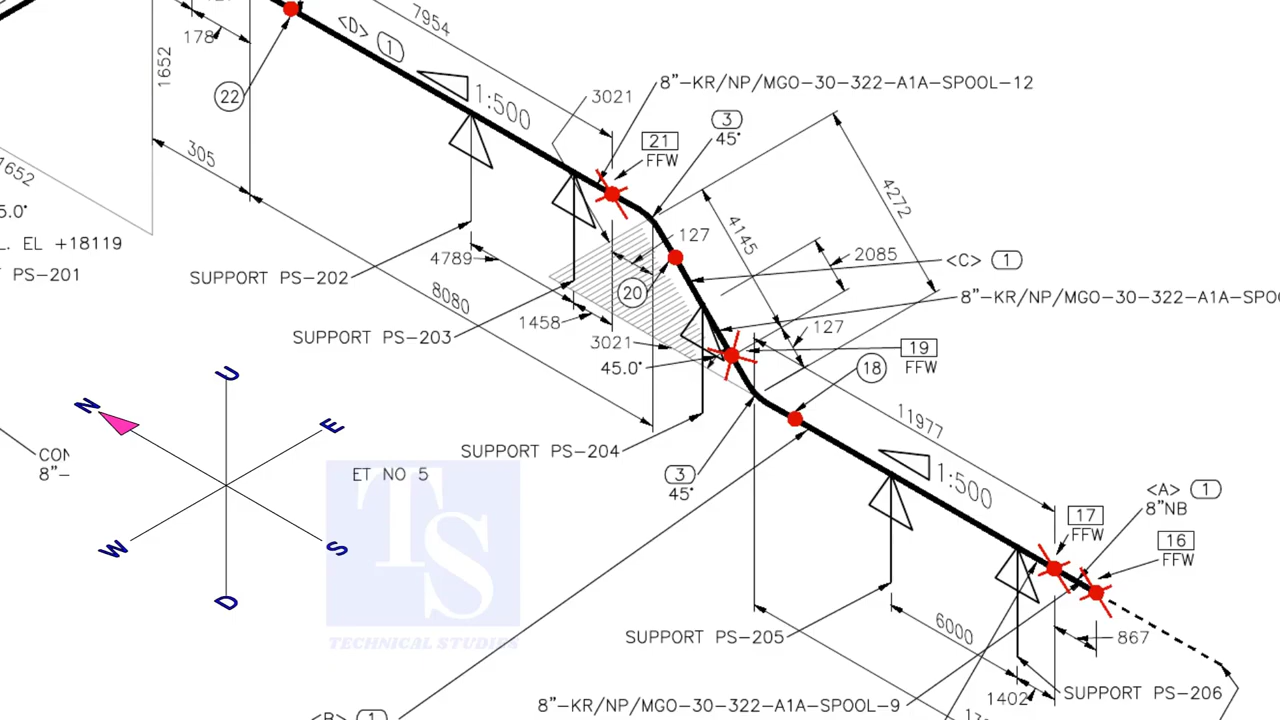 7954
<D> 1
178
1652
22
1:500
3021
8"-KR/NP/MGO-30-322-A1A-SPOOL-12
3
45°
21
FFW
305
1652
5.0°
L. EL +18119
PS-201
SUPPORT PS-202
4789
8080
127
20
4145
4272
2085
<C> 1
8"-KR/NP/MGO-30-322-A1A-SPO
SUPPORT PS-203
1458
3021
45.0°
127
19
FFW
18
11977
U
N
E
W
S
D
CON
8"-
ET NO 5
TS
TECHNICAL STUDIES
SUPPORT PS-204
3
45°
1:500
<A> 1
8"NB
17
FFW
16
FFW
SUPPORT PS-205
6000
867
1402
SUPPORT PS-206
8"-KR/NP/MGO-30-322-A1A-SPOOL-9
<B> 1